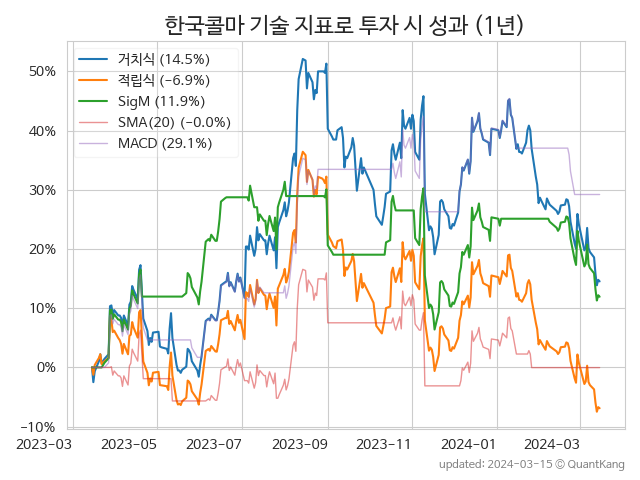 한국콜마 기술 지표로 투자 시 성과 (1년)
거치식 (14.5%)
적립식 (−6.9%)
SigM (11.9%)
SMA(20) (−0.0%)
MACD (29.1%)
50%
40%
30%
20%
10%
0%
−10%
2023−03 2023−05 2023−07 2023−09 2023−11 2024−01 2024−03
updated: 2024-03-15 ⓒ QuantKang